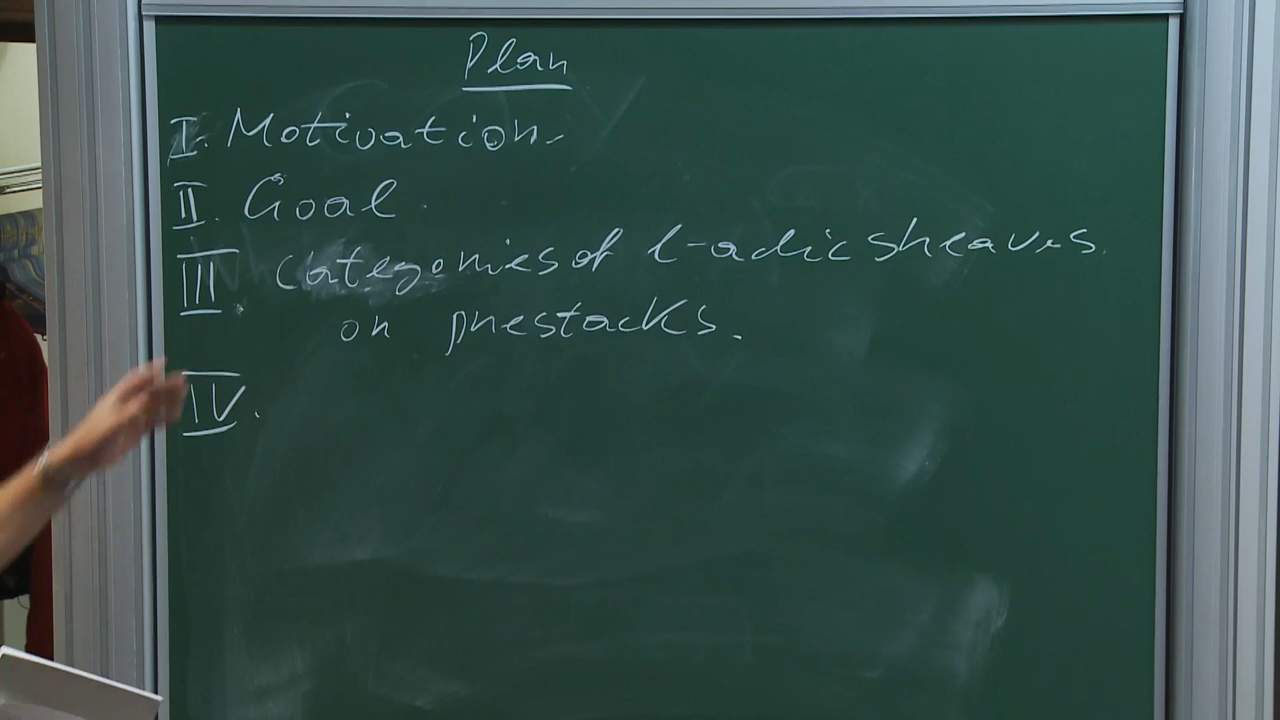 Plan
I. Motivation.
II. Goal.
III. Categories of l-adic sheaves.
on prestacks.
IV.